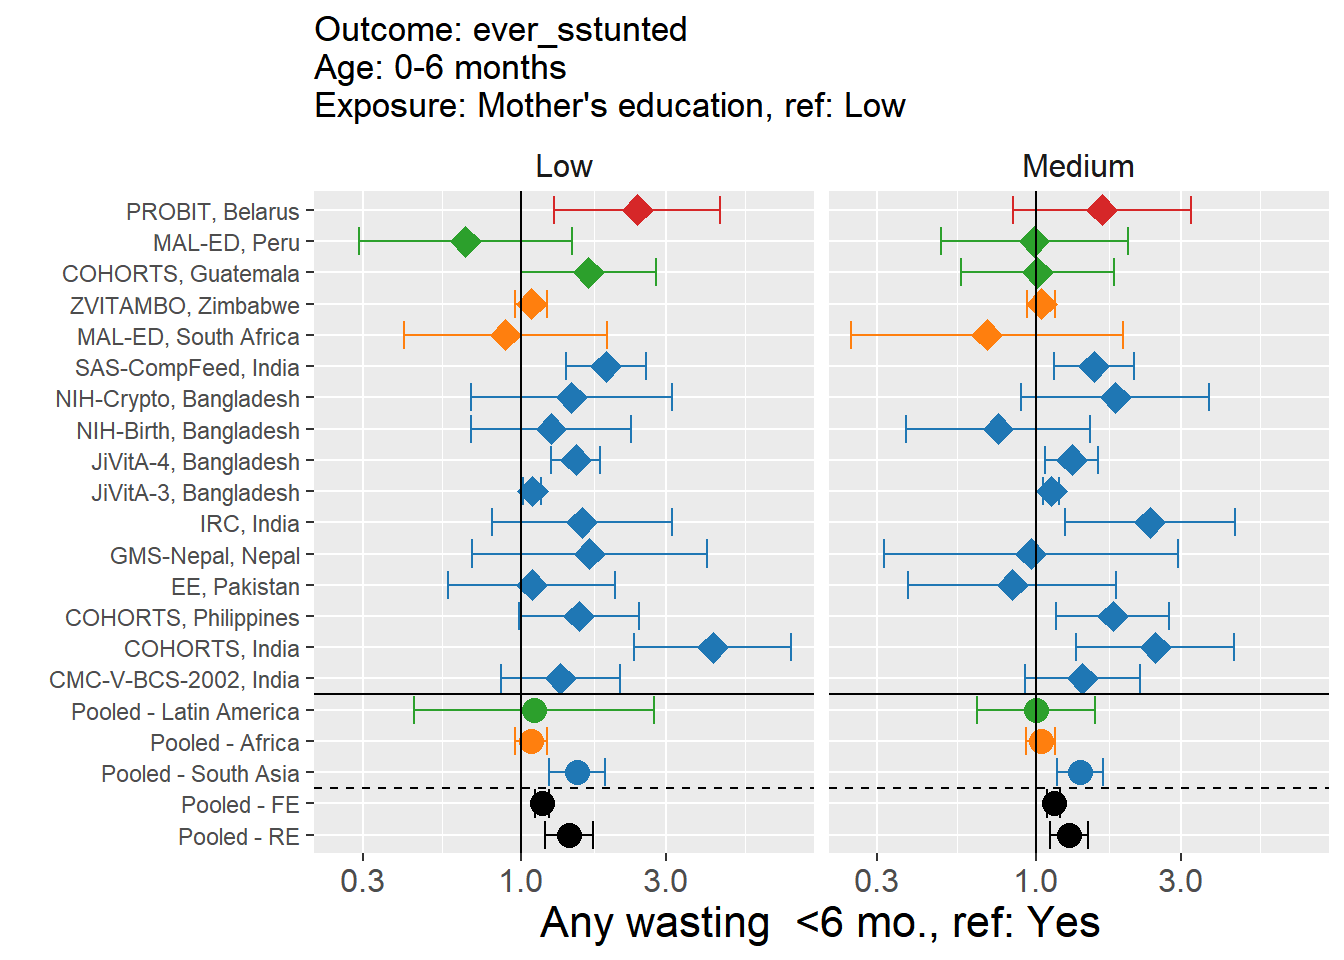 Outcome: ever_sstunted
Age: 0-6 months
Exposure: Mother's education, ref: Low
Low
Medium
PROBIT, Belarus
MAL-ED, Peru
COHORTS, Guatemala
ZVITAMBO, Zimbabwe
MAL-ED, South Africa
SAS-CompFeed, India
NIH-Crypto, Bangladesh
NIH-Birth, Bangladesh
JiVitA-4, Bangladesh
JiVitA-3, Bangladesh
IRC, India
GMS-Nepal, Nepal
EE, Pakistan
COHORTS, Philippines
COHORTS, India
CMC-V-BCS-2002, India
Pooled - Latin America
Pooled - Africa
Pooled - South Asia
Pooled - FE
Pooled - RE
0.3 1.0 3.0 0.3 1.0 3.0
Any wasting  <6 mo., ref: Yes